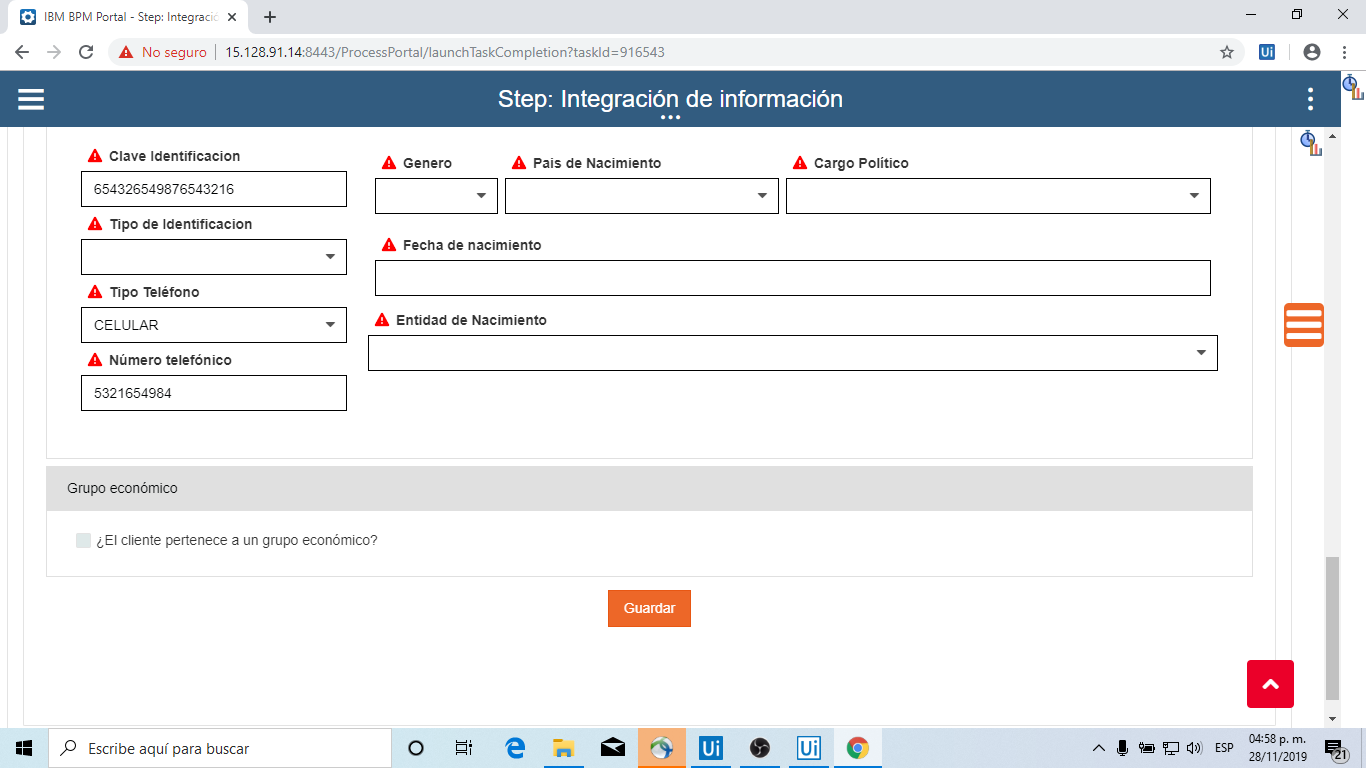 IBM BPM Portal - Step: Integració
No seguro
15.128.91.14:8443/ProcessPortal/launchTaskCompletion?taskId=916543
Ui
Step: Integración de información
Clave Identificacion
654326549876543216
Genero
Pais de Nacimiento
Cargo Político
Tipo de Identificacion
Fecha de nacimiento
Tipo Teléfono
CELULAR
Entidad de Nacimiento
Número telefónico
5321654984
Grupo económico
¿El cliente pertenece a un grupo económico?
Guardar
Escribe aquí para buscar
Ui
Ui
ESP
04:58 p. m.
28/11/2019
21